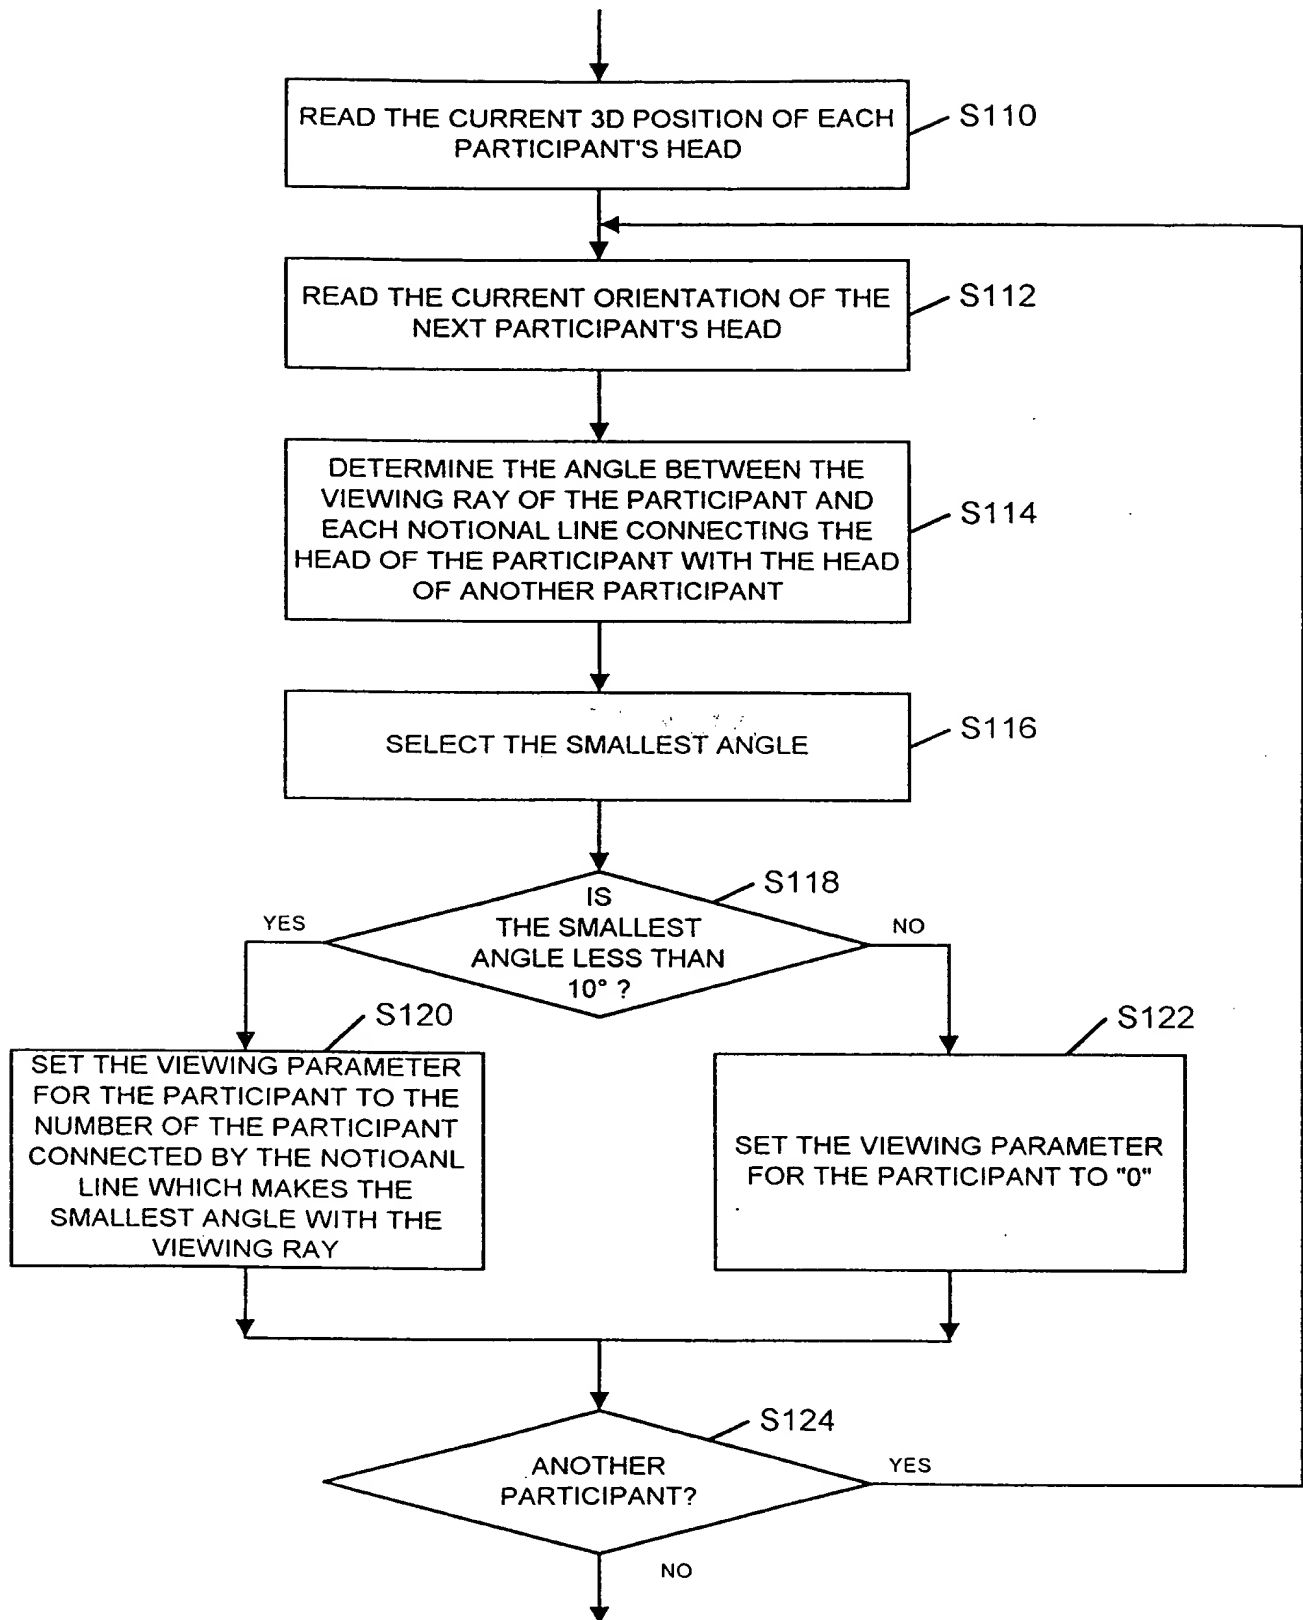 READ THE CURRENT 3D POSITION OF EACH
PARTICIPANT'S HEAD
S110
READ THE CURRENT ORIENTATION OF THE
NEXT PARTICIPANT'S HEAD
S112
DETERMINE THE ANGLE BETWEEN THE
VIEWING RAY OF THE PARTICIPANT AND
EACH NOTIONAL LINE CONNECTING THE
HEAD OF THE PARTICIPANT WITH THE HEAD
OF ANOTHER PARTICIPANT
S114
SELECT THE SMALLEST ANGLE
S116
IS
THE SMALLEST
ANGLE LESS THAN
10° ?
S118
YES
NO
S120
SET THE VIEWING PARAMETER
FOR THE PARTICIPANT TO THE
NUMBER OF THE PARTICIPANT
CONNECTED BY THE NOTIOANL
LINE WHICH MAKES THE
SMALLEST ANGLE WITH THE
VIEWING RAY
S122
SET THE VIEWING PARAMETER
FOR THE PARTICIPANT TO "0"
S124
ANOTHER
PARTICIPANT?
YES
NO